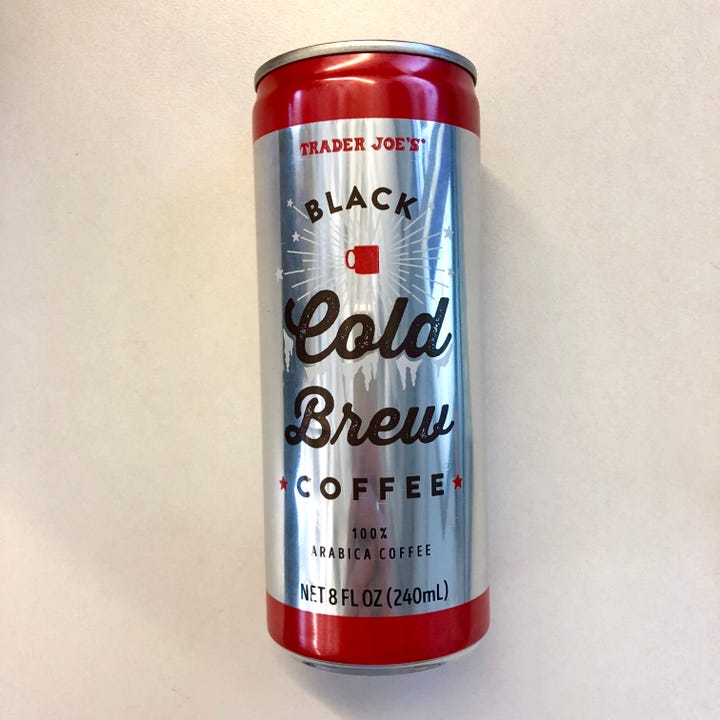 TRADER JOE'S®
BLACK
Cold
Brew
COFFEE
100%
ARABICA COFFEE
NET 8 FL OZ (240mL)